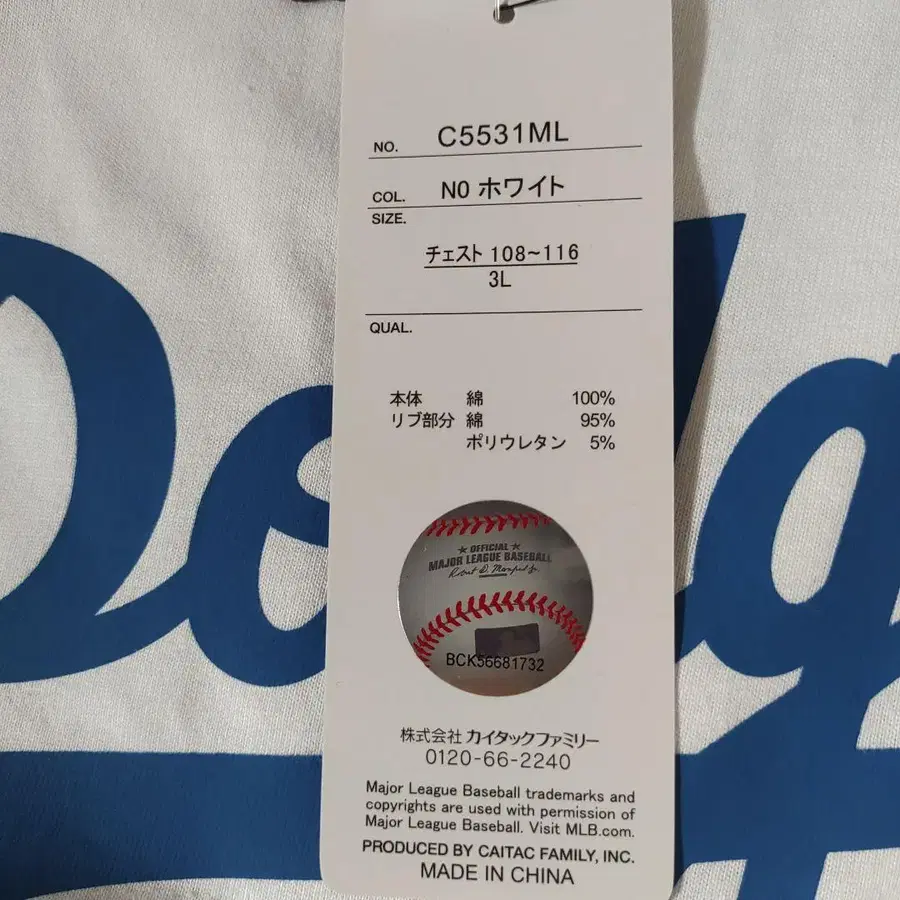 NO. C5531ML
COL. N0 ホワイト
SIZE.
チェスト 108~116
3L
QUAL.
本体 綿 100%
リブ部分 綿 95%
ポリウレタン 5%
★ OFFICIAL ★
MAJOR LEAGUE BASEBALL
BCK56681732
株式会社 カイタックファミリー
0120-66-2240
Major League Baseball trademarks and
copyrights are used with permission of
Major League Baseball. Visit MLB.com.
PRODUCED BY CAITAC FAMILY, INC.
MADE IN CHINA
Dodg